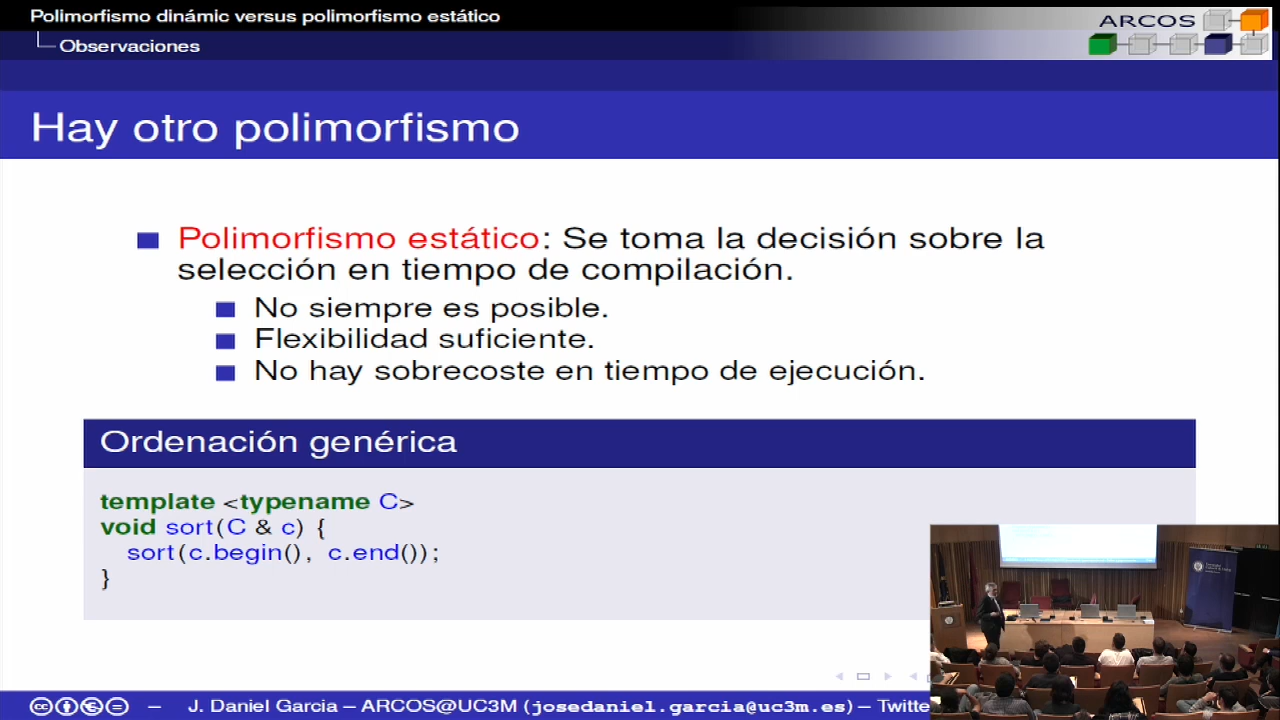 Polimorfismo dinámic versus polimorfismo estático
Observaciones
ARCOS
Hay otro polimorfismo
Polimorfismo estático: Se toma la decisión sobre la
selección en tiempo de compilación.
No siempre es posible.
Flexibilidad suficiente.
No hay sobrecoste en tiempo de ejecución.
Ordenación genérica
template <typename C>
void sort(C & c) {
sort(c.begin(), c.end());
}
– J. Daniel Garcia – ARCOS@UC3M (josedaniel.garcia@uc3m.es) – Twitte